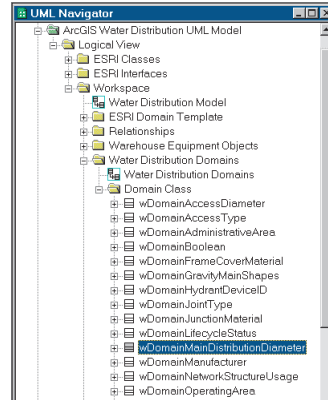 UML Navigator
ArcGIS Water Distribution UML Model
Logical View
ESRI Classes
ESRI Interfaces
Workspace
Water Distribution Model
ESRI Domain Template
Relationships
Warehouse Equipment Objects
Water Distribution Domains
Water Distribution Domains
Domain Class
wDomainAccessDiameter
wDomainAccessType
wDomainAdministrativeArea
wDomainBoolean
wDomainFrameCoverMaterial
wDomainGravityMainShapes
wDomainHydrantDeviceID
wDomainJointType
wDomainJunctionMaterial
wDomainLifecycleStatus
wDomainMainDistributionDiameter
wDomainManufacturer
wDomainNetworkStructureUsage
wDomainOperatingArea